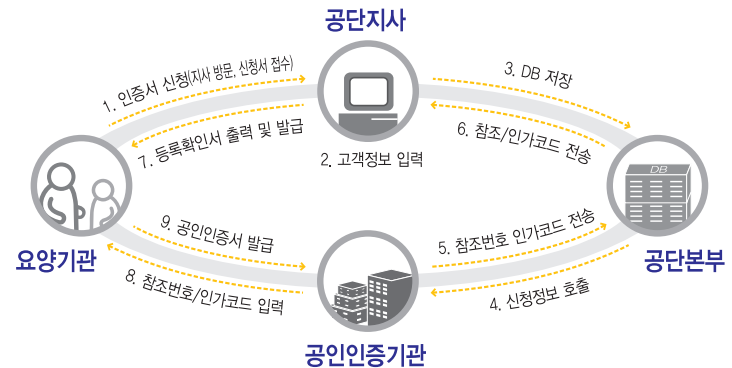 공단지사
1. 인증서 신청(지사 방문, 신청서 접수)
3. DB 저장
7. 등록확인서 출력 및 발급
6. 참조/인가코드 전송
2. 고객정보 입력
DB
9. 공인인증서 발급
5. 참조번호 인가코드 전송
요양기관
공단본부
8. 참조번호/인가코드 입력
4. 신청정보 호출
공인인증기관